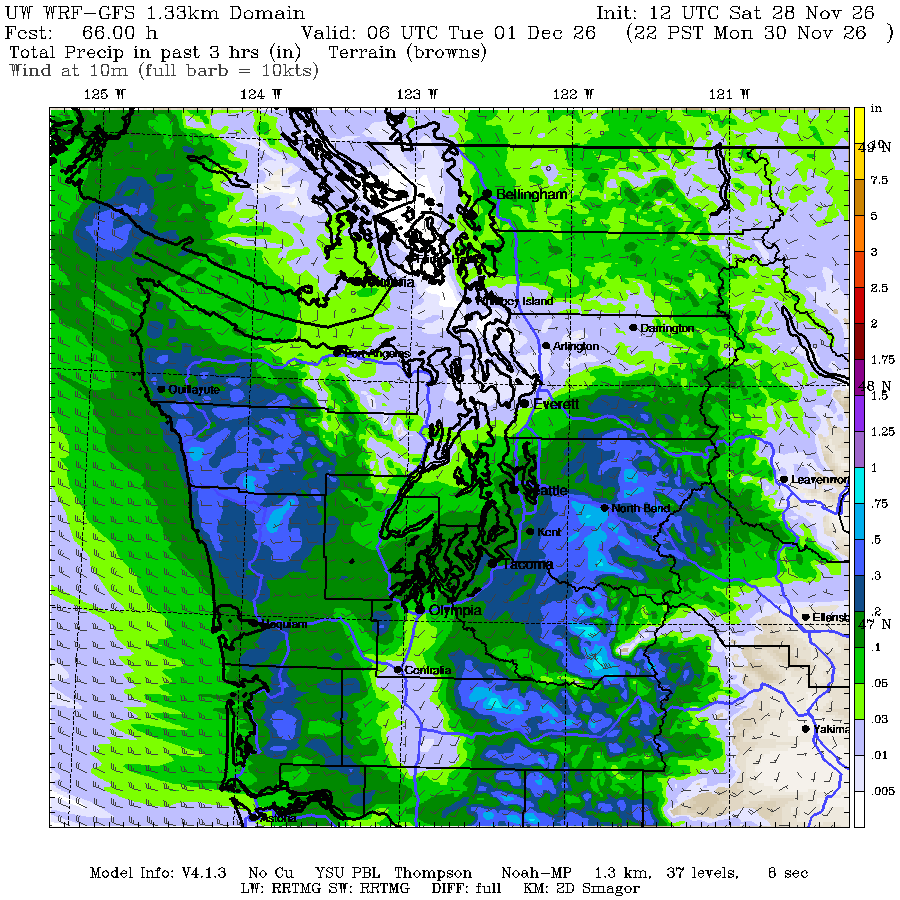 UW WRF-GFS 1.33km Domain Init: 12 UTC Sat 28 Nov 26
Fcst: 66.00 h Valid: 06 UTC Tue 01 Dec 26 (22 PST Mon 30 Nov 26 )
Total Precip in past 3 hrs (in) Terrain (browns)
Wind at 10m (full barb = 10kts)
125 W 124 W 123 W 122 W 121 W
in
49 N
7.5
Bellingham
5
3
Victoria
2.5
Whidbey Island
Darrington
2
Arlington
Port Angeles
1.75
48 N
Quillayute
1.5
Everett
1.25
1
Leavenwor
Seattle
.75
North Bend
Kent
.5
Tacoma
.3
Olympia
.2
Ellensb
Hoquiam
47 N
.1
Centralia
.05
.03
Yakima
.01
.005
Astoria
Model Info: V4.1.3 No Cu YSU PBL Thompson Noah-MP 1.3 km, 37 levels, 8 sec
LW: RRTMG SW: RRTMG DIFF: full KM: 2D Smagor